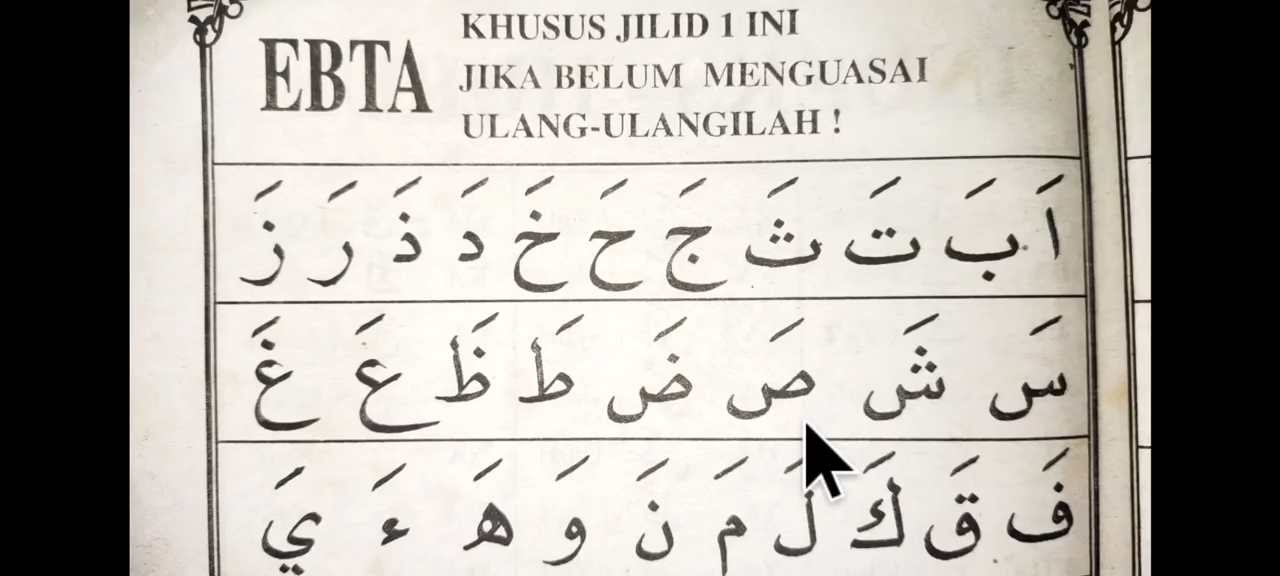 EBTA
KHUSUS JILID 1 INI
JIKA BELUM MENGUASAI
ULANG-ULANGILAH !
اَ بَ تَ ثَ جَ حَ خَ دَ ذَ رَ زَ
سَ شَ صَ ضَ طَ ظَ عَ غَ
فَ قَ كَ لَ مَ نَ وَ هَ ءَ يَ